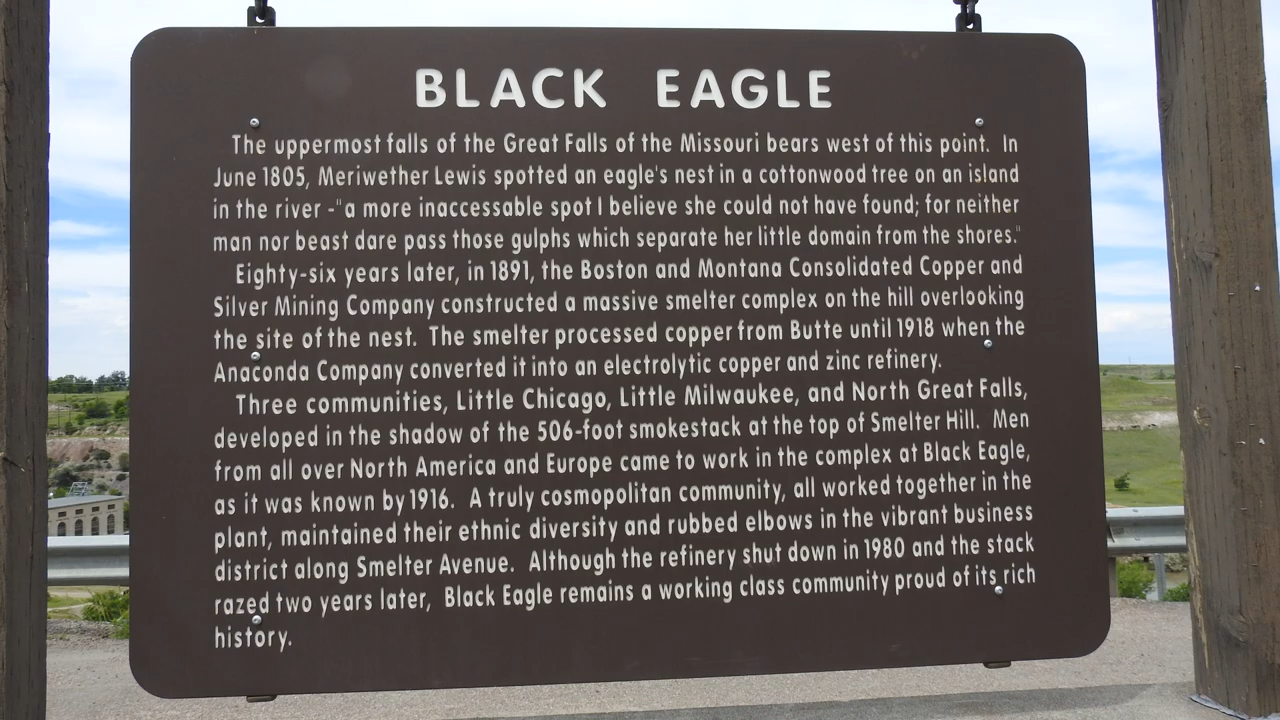 BLACK EAGLE
The uppermost falls of the Great Falls of the Missouri bears west of this point. In
June 1805, Meriwether Lewis spotted an eagle's nest in a cottonwood tree on an island
in the river -"a more inaccessable spot I believe she could not have found; for neither
man nor beast dare pass those gulphs which separate her little domain from the shores."
Eighty-six years later, in 1891, the Boston and Montana Consolidated Copper and
Silver Mining Company constructed a massive smelter complex on the hill overlooking
the site of the nest. The smelter processed copper from Butte until 1918 when the
Anaconda Company converted it into an electrolytic copper and zinc refinery.
Three communities, Little Chicago, Little Milwaukee, and North Great Falls,
developed in the shadow of the 506-foot smokestack at the top of Smelter Hill. Men
from all over North America and Europe came to work in the complex at Black Eagle,
as it was known by 1916. A truly cosmopolitan community, all worked together in the
plant, maintained their ethnic diversity and rubbed elbows in the vibrant business
district along Smelter Avenue. Although the refinery shut down in 1980 and the stack
razed two years later, Black Eagle remains a working class community proud of its rich
history.